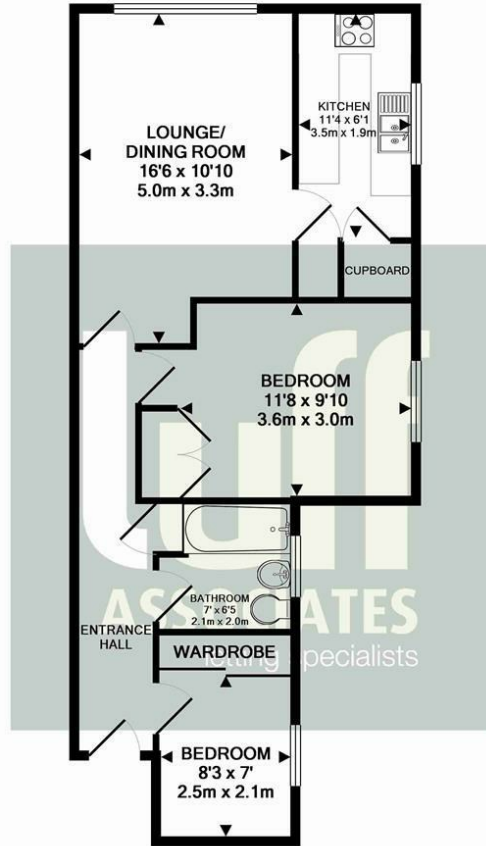 LOUNGE/
DINING ROOM
16'6 x 10'10
5.0m x 3.3m
KITCHEN
11'4 x 6'1
3.5m x 1.9m
CUPBOARD
BEDROOM
11'8 x 9'10
3.6m x 3.0m
luff
BATHROOM
7' x 6'5
2.1m x 2.0m
ASSOCIATES
ENTRANCE
HALL
WARDROBE
letting specialists
BEDROOM
8'3 x 7'
2.5m x 2.1m